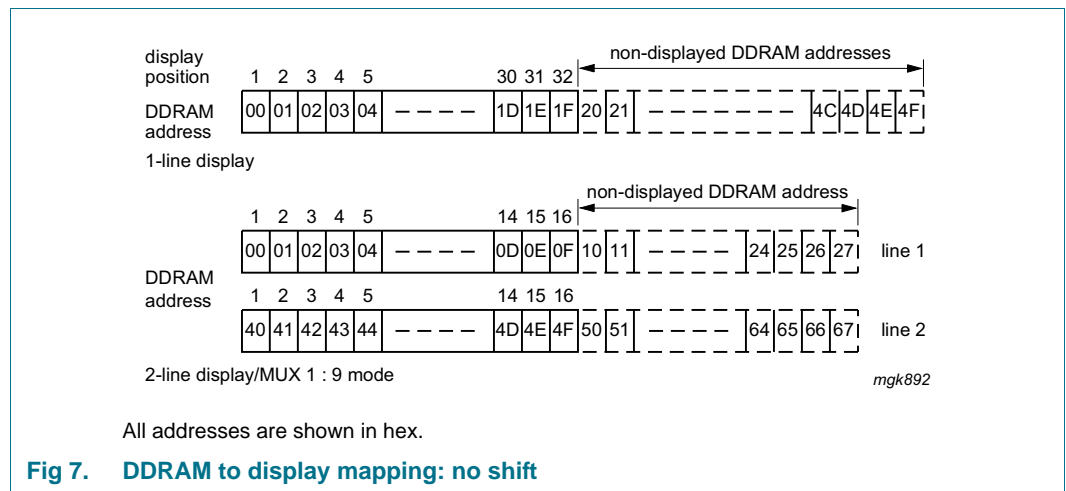 display position 1 2 3 4 5 30 31 32 non-displayed DDRAM addresses
DDRAM address 00 01 02 03 04 1D 1E 1F 20 21 4C 4D 4E 4F
1-line display
non-displayed DDRAM address
1 2 3 4 5 14 15 16
00 01 02 03 04 0D 0E 0F 10 11 24 25 26 27 line 1
DDRAM address
1 2 3 4 5 14 15 16
40 41 42 43 44 4D 4E 4F 50 51 64 65 66 67 line 2
2-line display/MUX 1 : 9 mode
mgk892
All addresses are shown in hex.
Fig 7. DDRAM to display mapping: no shift